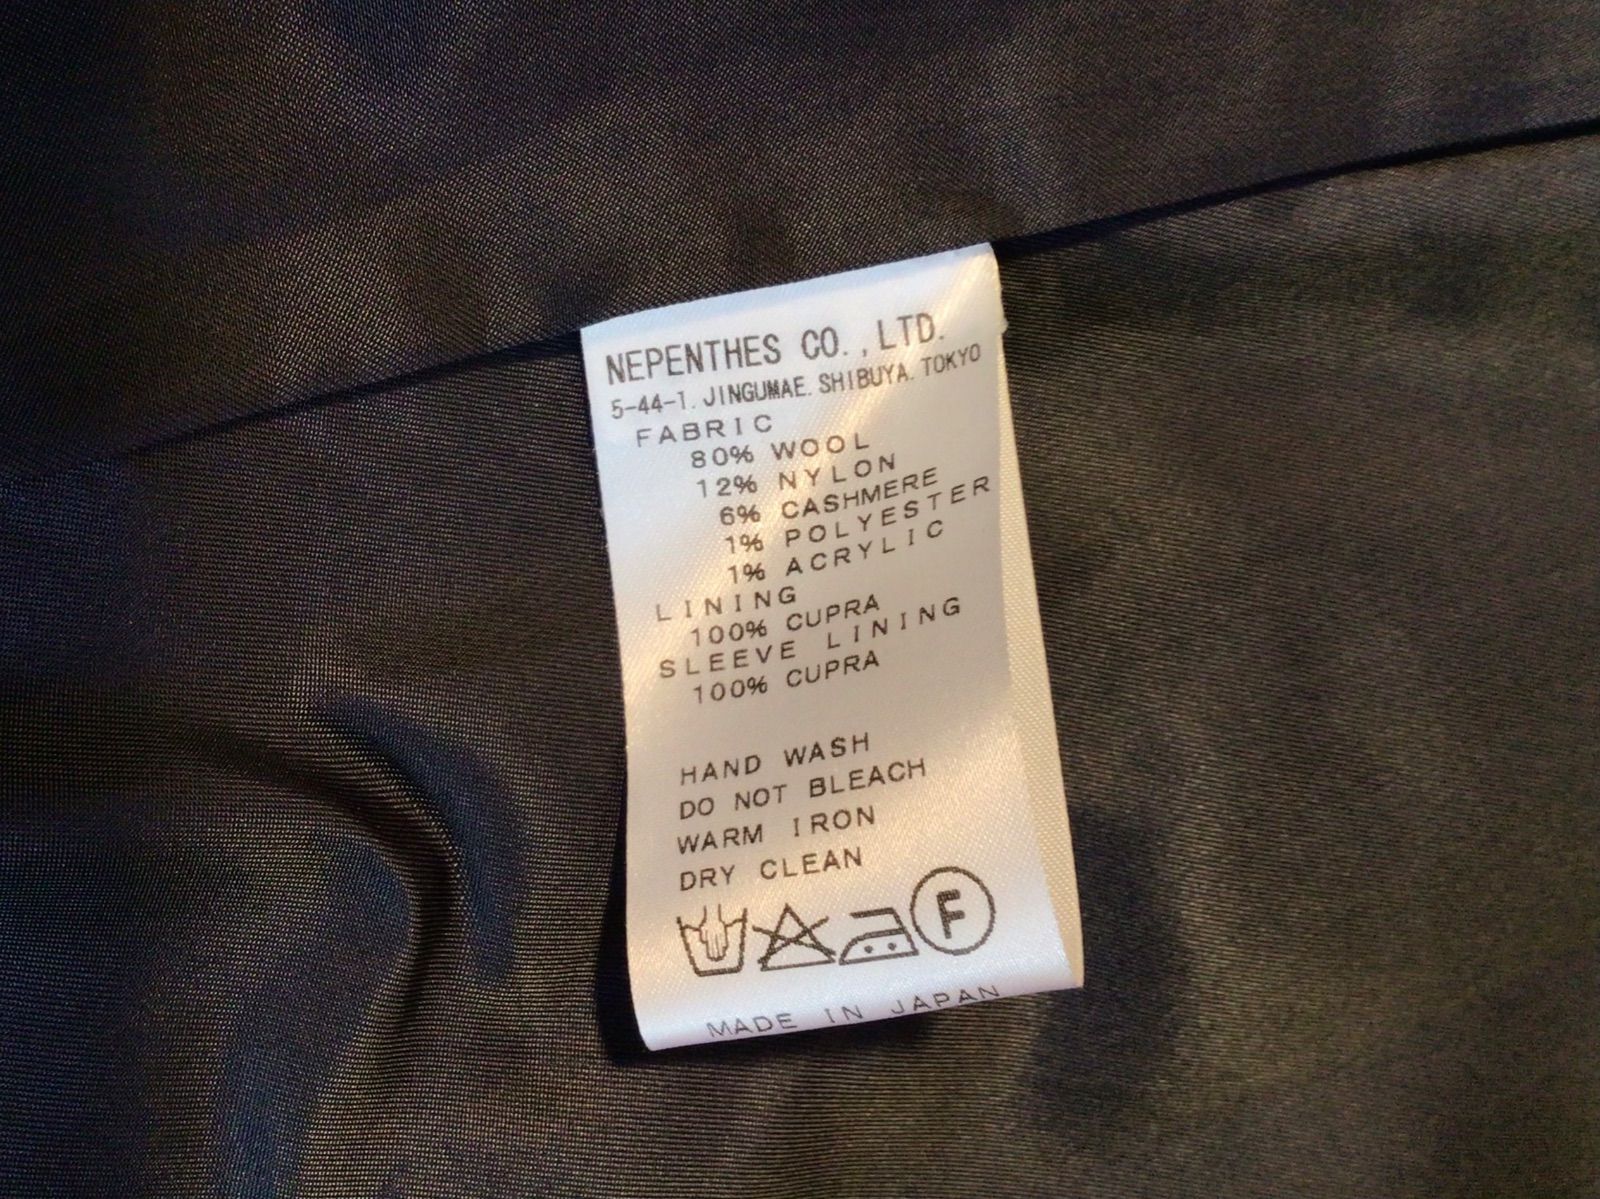 NEPENTHES CO., LTD.
5-44-1. JINGUMAE. SHIBUYA. TOKYO
FABRIC
80% WOOL
12% NYLON
6% CASHMERE
1% POLYESTER
1% ACRYLIC
LINING
100% CUPRA
SLEEVE LINING
100% CUPRA
HAND WASH
DO NOT BLEACH
WARM IRON
DRY CLEAN
F
MADE IN JAPAN